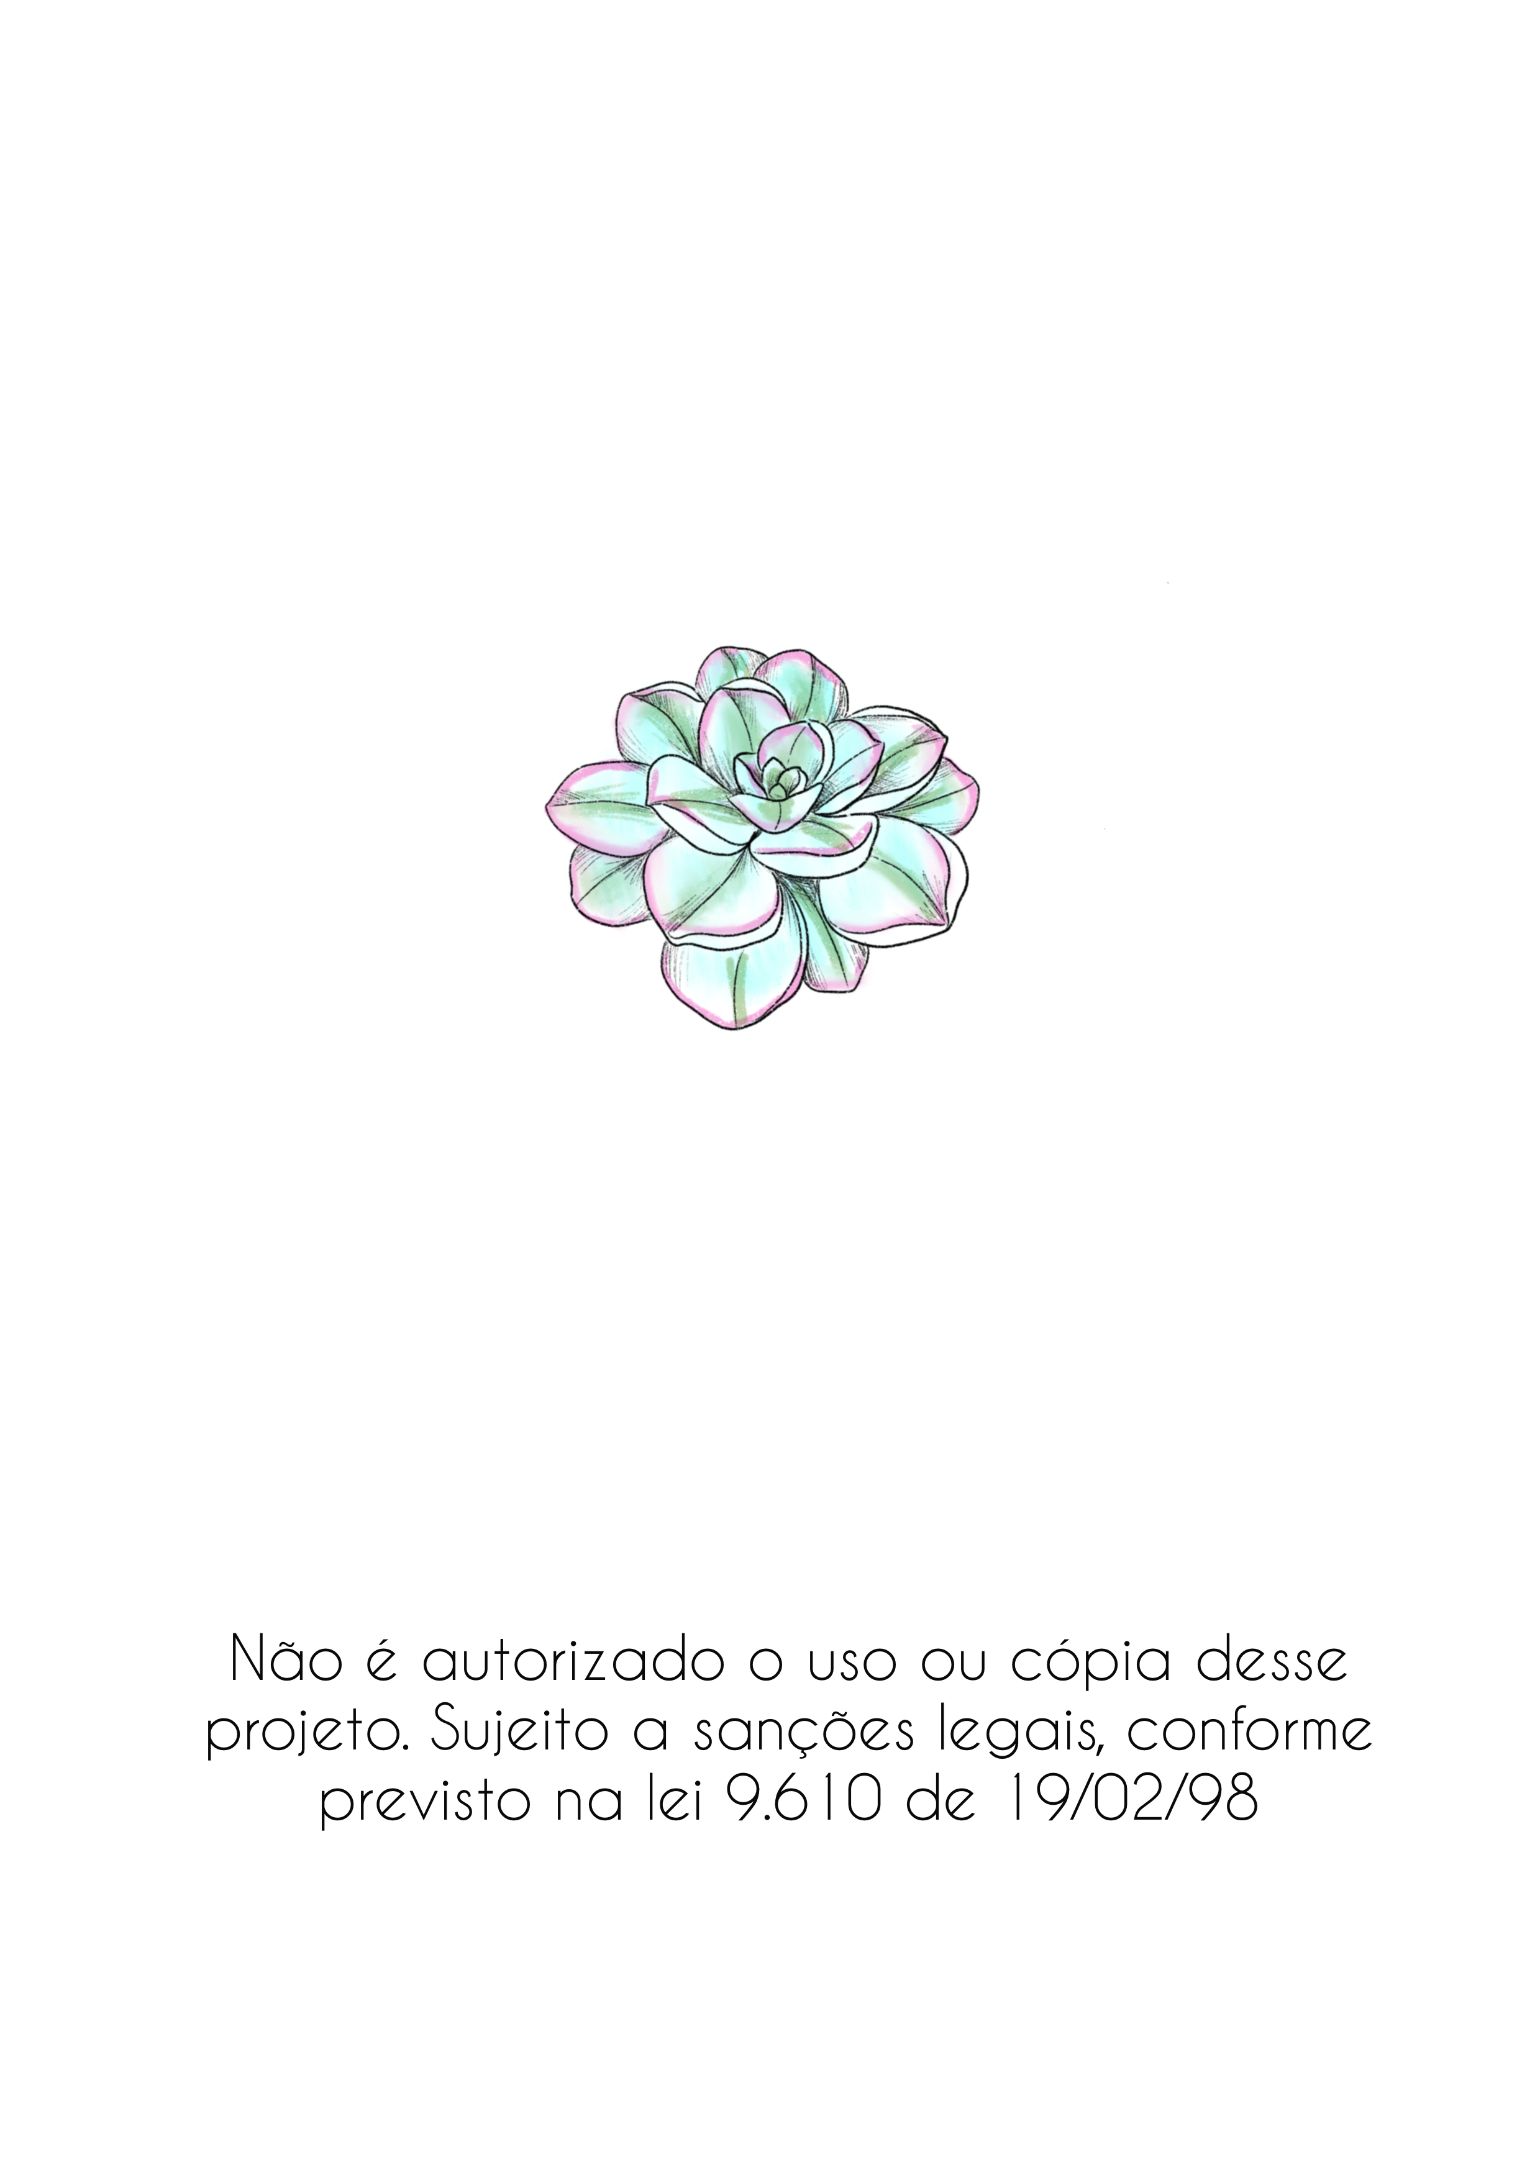 Não é autorizado o uso ou cópia desse
projeto. Sujeito a sanções legais, conforme
previsto na lei 9.610 de 19/02/98